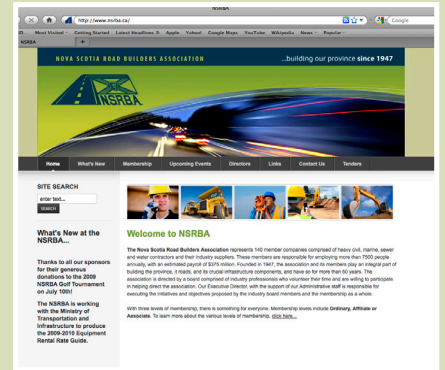 NSRBA
http://www.nsrba.ca/
Google
Most Visited Getting Started Latest Headlines Apple Yahoo! Google Maps YouTube Wikipedia News Popular
NSRBA
NOVA SCOTIA ROAD BUILDERS ASSOCIATION ...building our province since 1947
NSRBA
Home What's New Membership Upcoming Events Directors Links Contact Us Tenders
SITE SEARCH
enter text...
SEARCH
What's New at the
NSRBA...
Thanks to all our sponsors
for their generous
donations to the 2009
NSRBA Golf Tournament
on July 10th!
The NSRBA is working
with the Ministry of
Transportation and
Infrastructure to produce
the 2009-2010 Equipment
Rental Rate Guide.
Welcome to NSRBA
The Nova Scotia Road Builders Association represents 140 member companies comprised of heavy civil, marine, sewer
and water contractors and their industry suppliers. These members are responsible for employing more than 7500 people
annually, with an estimated payroll of $375-million. Founded in 1947, the association and its members play an integral part of
building the province, it roads, and its crucial infrastructure components, and have so for more than 60 years. The
association is directed by a board comprised of industry professionals who volunteer their time and are willing to participate
in helping direct the association. Our Executive Director, with the support of our Administrative staff is responsible for
executing the initiatives and objectives proposed by the industry board members and the membership as a whole.
With three levels of membership, there is something for everyone. Membership levels include Ordinary, Affiliate or
Associate. To learn more about the various levels of membership, click here...